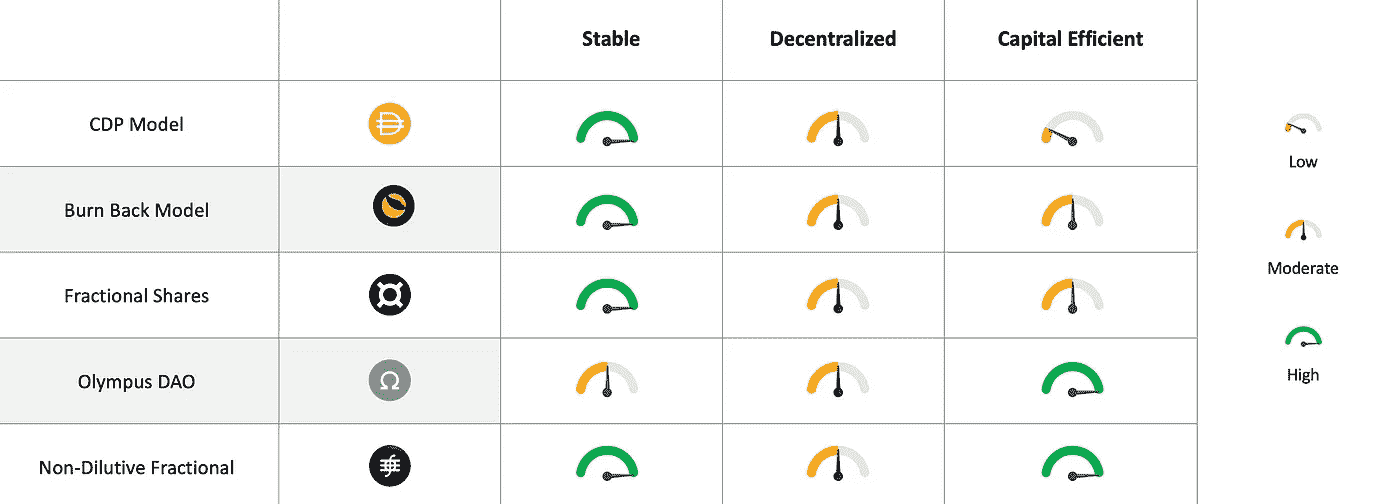 Stable Decentralized Capital Efficient
CDP Model
Low
Burn Back Model
Moderate
Fractional Shares
High
Olympus DAO
Ω
Non-Dilutive Fractional